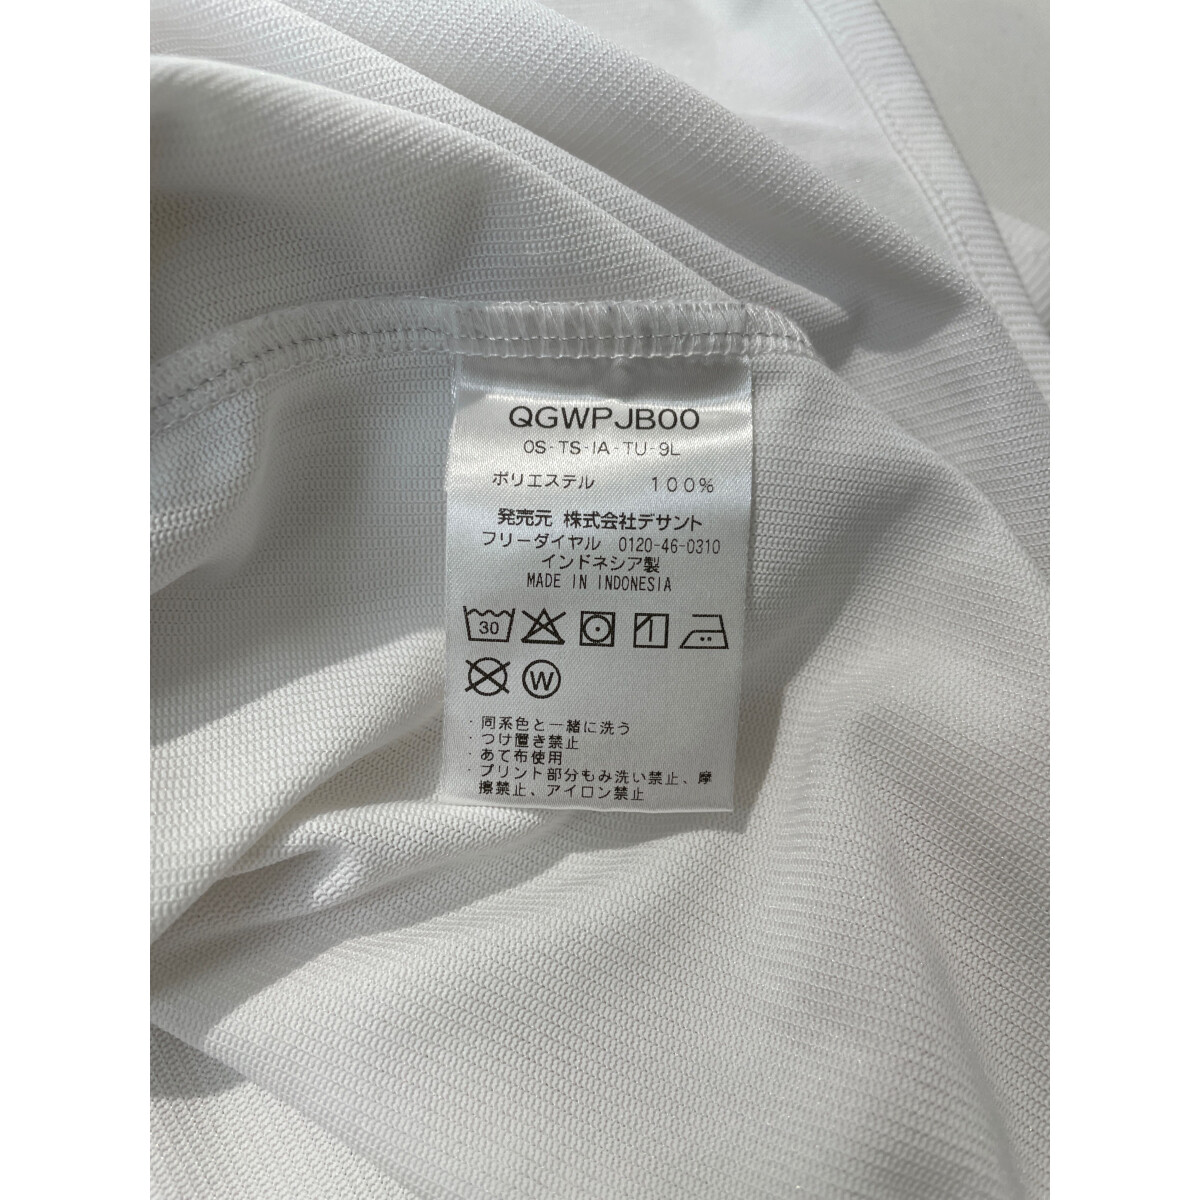 QGWPJB00
OS-TS-IA-TU-9L
ポリエステル 100%
発売元 株式会社デサント
フリーダイヤル 0120-46-0310
インドネシア製
MADE IN INDONESIA
30
W
・同系色と一緒に洗う
・つけ置き禁止
・あて布使用
・プリント部分もみ洗い禁止、摩
擦禁止、アイロン禁止